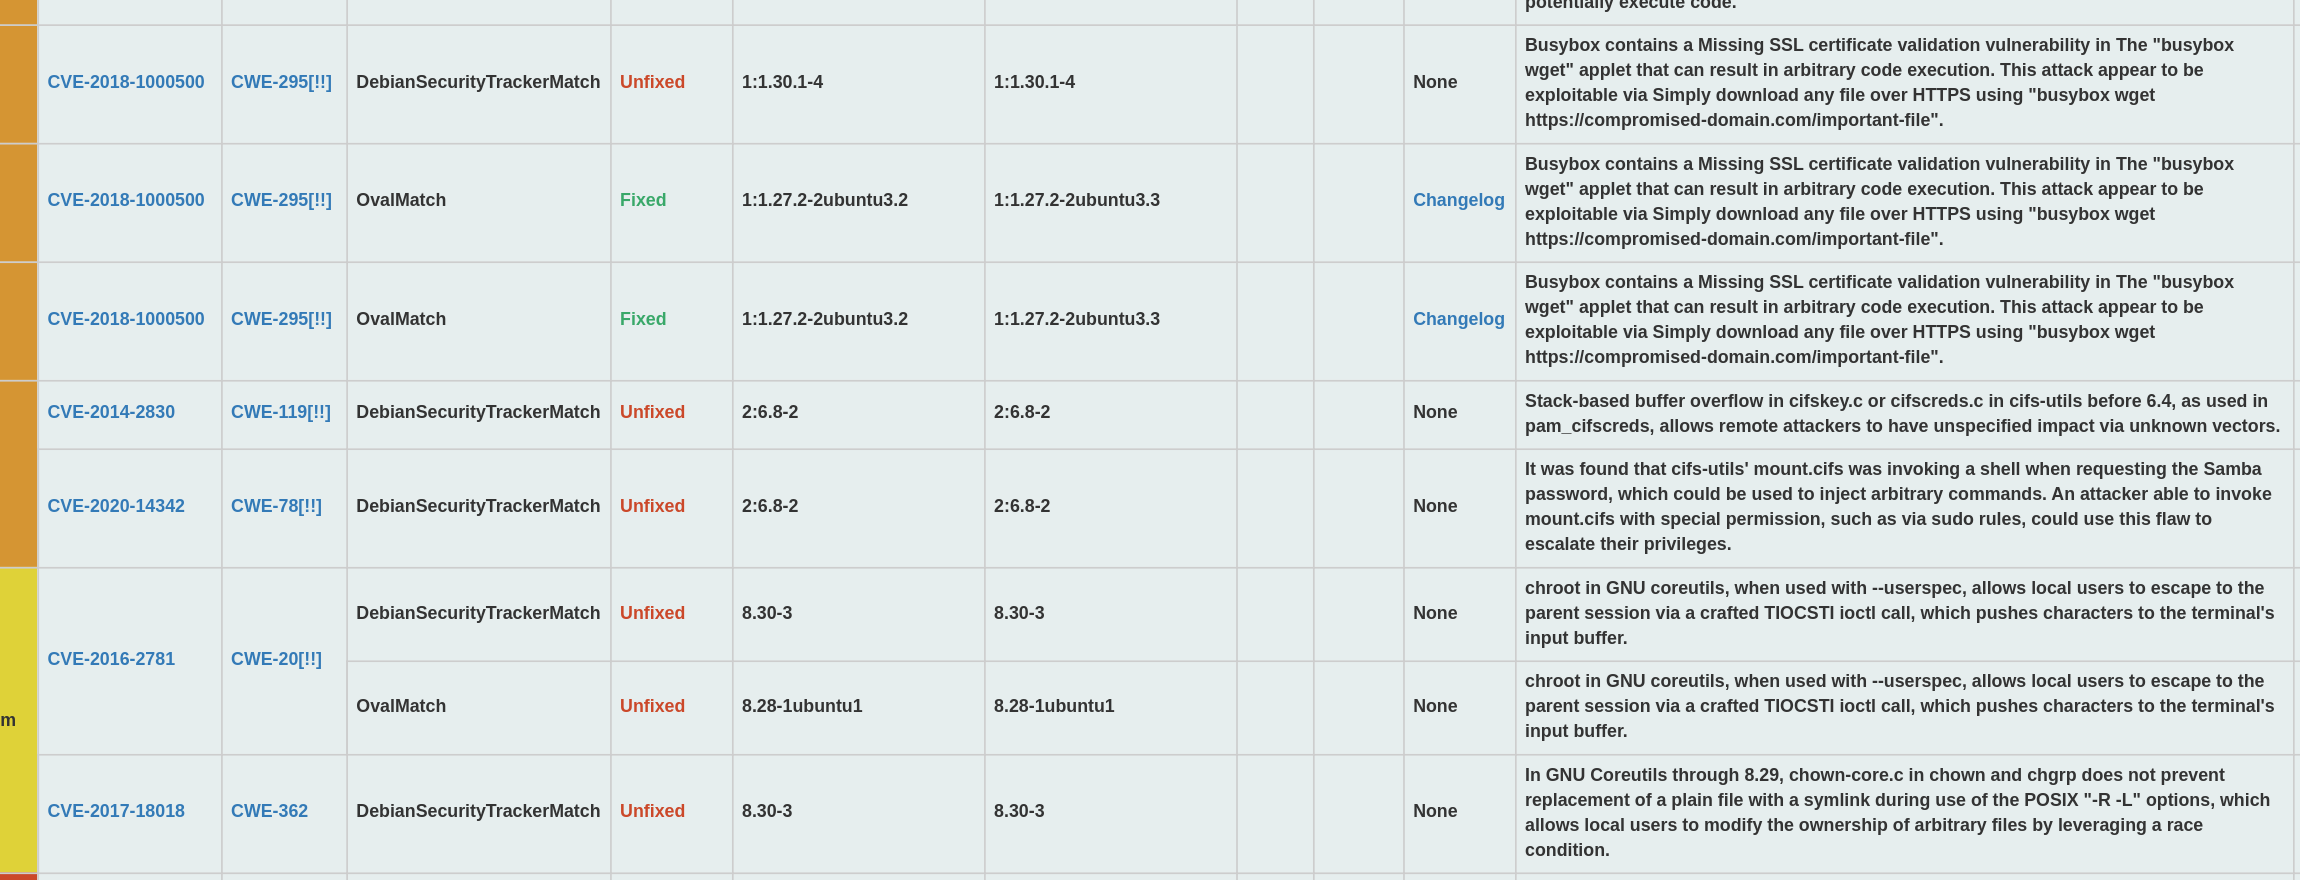 potentially execute code.
CVE-2018-1000500 CWE-295[!!] DebianSecurityTrackerMatch Unfixed 1:1.30.1-4 1:1.30.1-4 None
Busybox contains a Missing SSL certificate validation vulnerability in The "busybox
wget" applet that can result in arbitrary code execution. This attack appear to be
exploitable via Simply download any file over HTTPS using "busybox wget
https://compromised-domain.com/important-file".
CVE-2018-1000500 CWE-295[!!] OvalMatch Fixed 1:1.27.2-2ubuntu3.2 1:1.27.2-2ubuntu3.3 Changelog
Busybox contains a Missing SSL certificate validation vulnerability in The "busybox
wget" applet that can result in arbitrary code execution. This attack appear to be
exploitable via Simply download any file over HTTPS using "busybox wget
https://compromised-domain.com/important-file".
CVE-2018-1000500 CWE-295[!!] OvalMatch Fixed 1:1.27.2-2ubuntu3.2 1:1.27.2-2ubuntu3.3 Changelog
Busybox contains a Missing SSL certificate validation vulnerability in The "busybox
wget" applet that can result in arbitrary code execution. This attack appear to be
exploitable via Simply download any file over HTTPS using "busybox wget
https://compromised-domain.com/important-file".
CVE-2014-2830 CWE-119[!!] DebianSecurityTrackerMatch Unfixed 2:6.8-2 2:6.8-2 None
Stack-based buffer overflow in cifskey.c or cifscreds.c in cifs-utils before 6.4, as used in
pam_cifscreds, allows remote attackers to have unspecified impact via unknown vectors.
CVE-2020-14342 CWE-78[!!] DebianSecurityTrackerMatch Unfixed 2:6.8-2 2:6.8-2 None
It was found that cifs-utils' mount.cifs was invoking a shell when requesting the Samba
password, which could be used to inject arbitrary commands. An attacker able to invoke
mount.cifs with special permission, such as via sudo rules, could use this flaw to
escalate their privileges.
m
CVE-2016-2781 CWE-20[!!]
DebianSecurityTrackerMatch Unfixed 8.30-3 8.30-3 None
chroot in GNU coreutils, when used with --userspec, allows local users to escape to the
parent session via a crafted TIOCSTI ioctl call, which pushes characters to the terminal's
input buffer.
OvalMatch Unfixed 8.28-1ubuntu1 8.28-1ubuntu1 None
chroot in GNU coreutils, when used with --userspec, allows local users to escape to the
parent session via a crafted TIOCSTI ioctl call, which pushes characters to the terminal's
input buffer.
CVE-2017-18018 CWE-362 DebianSecurityTrackerMatch Unfixed 8.30-3 8.30-3 None
In GNU Coreutils through 8.29, chown-core.c in chown and chgrp does not prevent
replacement of a plain file with a symlink during use of the POSIX "-R -L" options, which
allows local users to modify the ownership of arbitrary files by leveraging a race
condition.